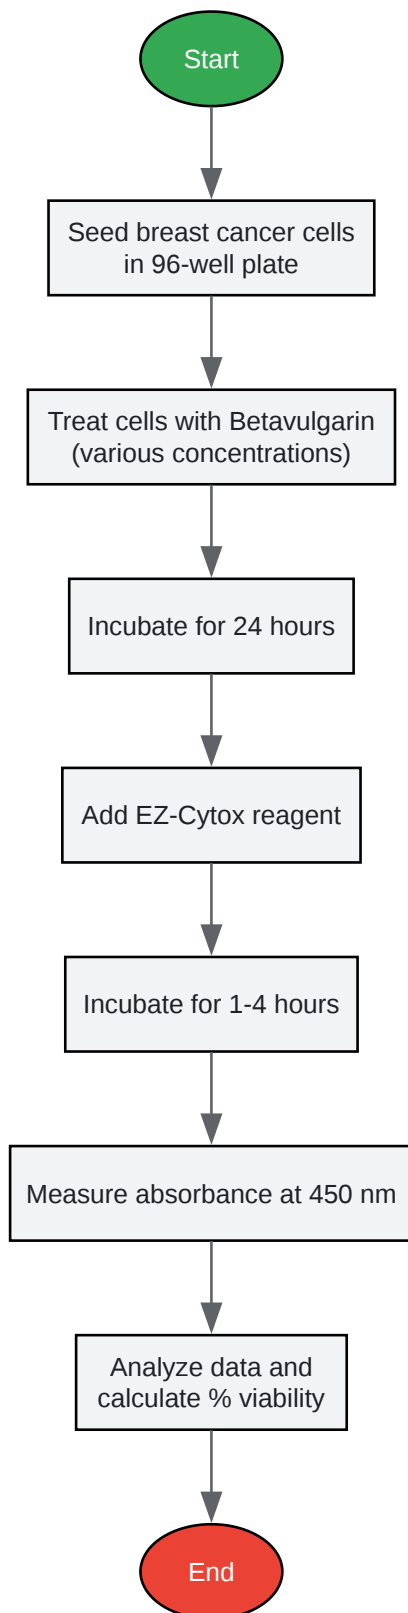 Start
Seed breast cancer cells
in 96-well plate
Treat cells with Betavulgarin
(various concentrations)
Incubate for 24 hours
Add EZ-Cytox reagent
Incubate for 1-4 hours
Measure absorbance at 450 nm
Analyze data and
calculate % viability
End